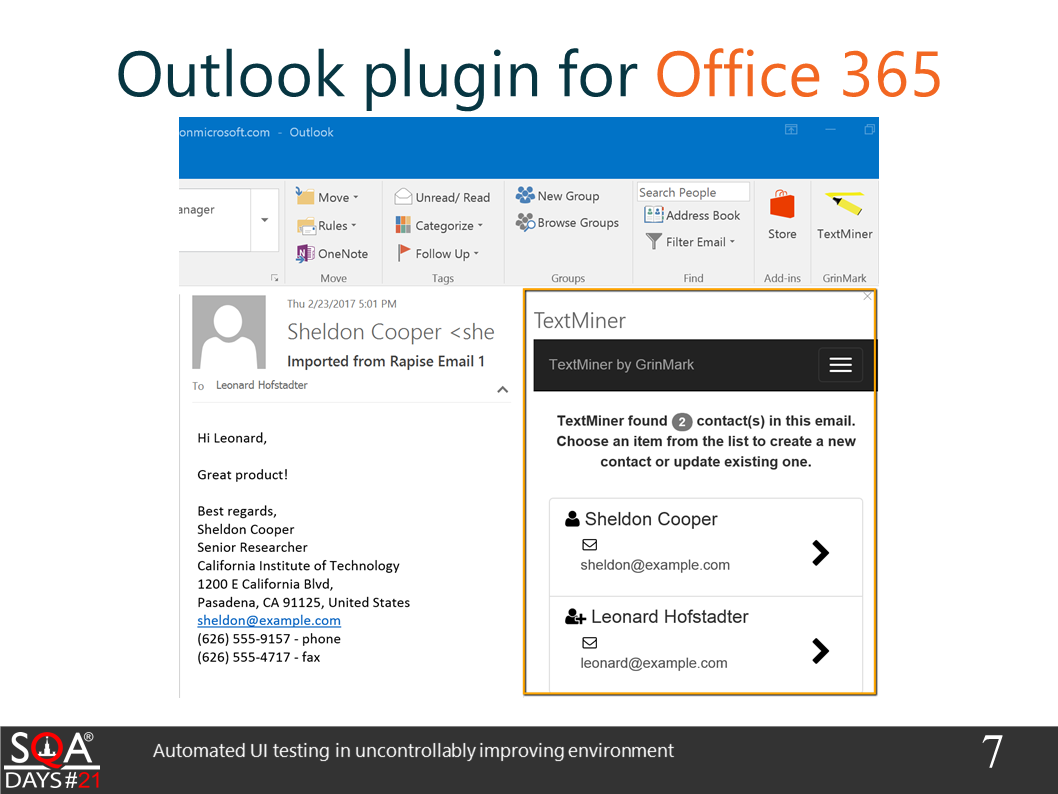 Outlook plugin for Office 365
onmicrosoft.com - Outlook
anager
Move
Rules
OneNote
Move
Unread/ Read
Categorize
Follow Up
Tags
New Group
Browse Groups
Groups
Search People
Address Book
Filter Email
Find
Store
Add-ins
TextMiner
GrinMark
Thu 2/23/2017 5:01 PM
Sheldon Cooper <she
Imported from Rapise Email 1
To Leonard Hofstadter
Hi Leonard,
Great product!
Best regards,
Sheldon Cooper
Senior Researcher
California Institute of Technology
1200 E California Blvd,
Pasadena, CA 91125, United States
sheldon@example.com
(626) 555-9157 - phone
(626) 555-4717 - fax
TextMiner
TextMiner by GrinMark
TextMiner found 2 contact(s) in this email.
Choose an item from the list to create a new
contact or update existing one.
Sheldon Cooper
sheldon@example.com
Leonard Hofstadter
leonard@example.com
SQA®
DAYS#21
Automated UI testing in uncontrollably improving environment
7